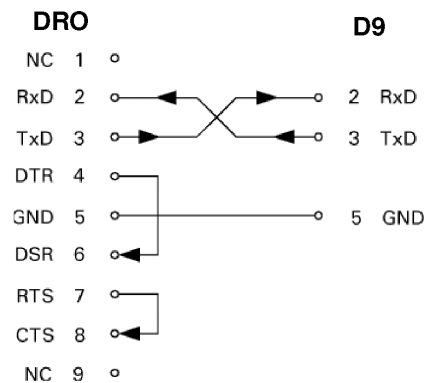 DRO D9
NC 1
RxD 2 2 RxD
TxD 3 3 TxD
DTR 4
GND 5 5 GND
DSR 6
RTS 7
CTS 8
NC 9